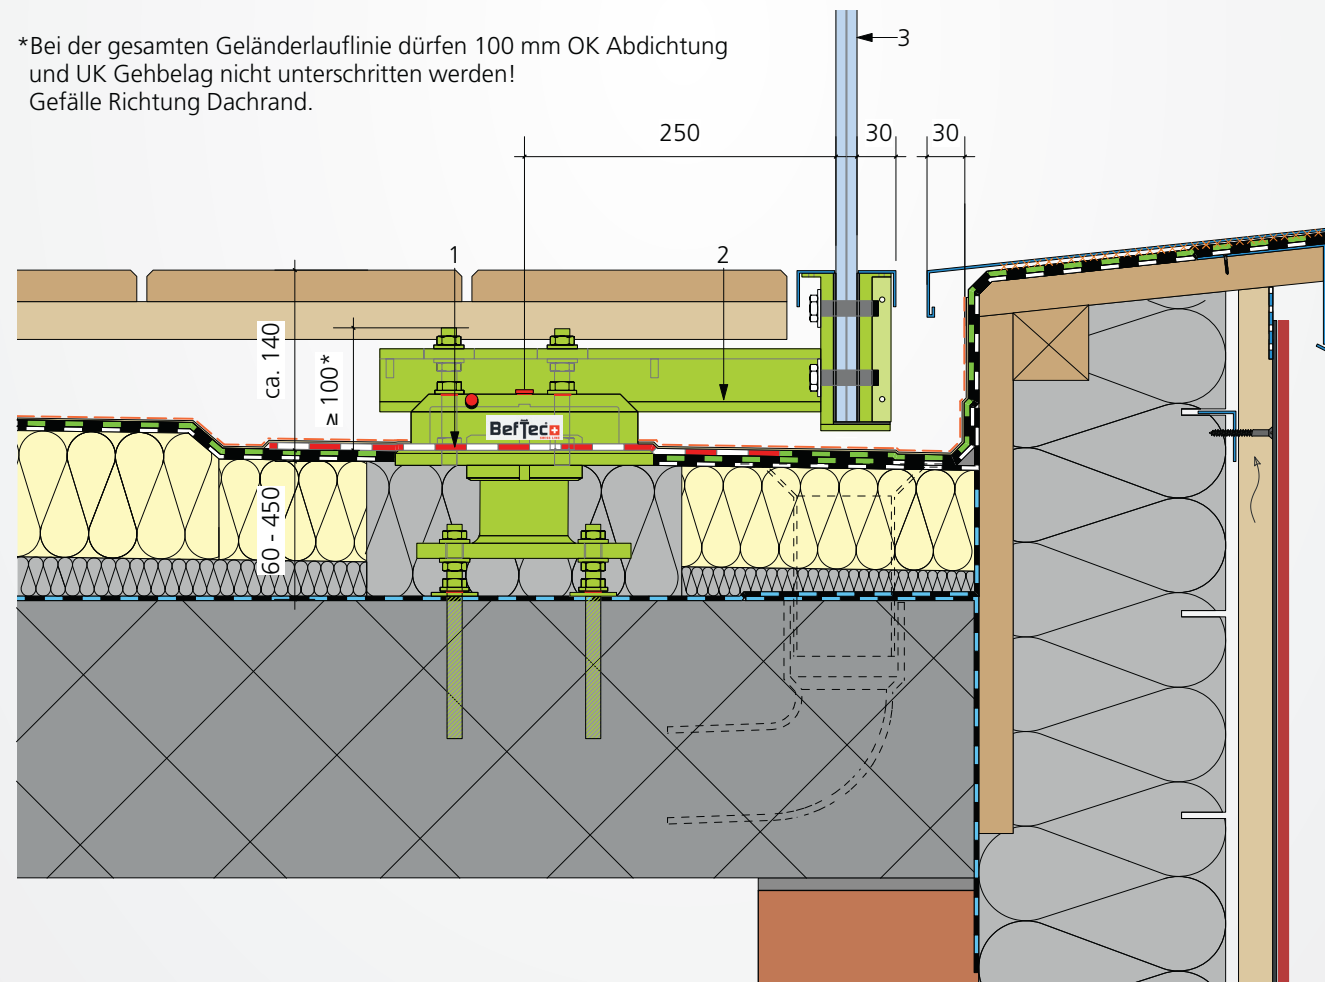 *Bei der gesamten Geländerlauflinie dürfen 100 mm OK Abdichtung
und UK Gehbelag nicht unterschritten werden!
Gefälle Richtung Dachrand.
3
250
30
30
1
2
ca. 140
≥ 100*
BefTec
60 - 450